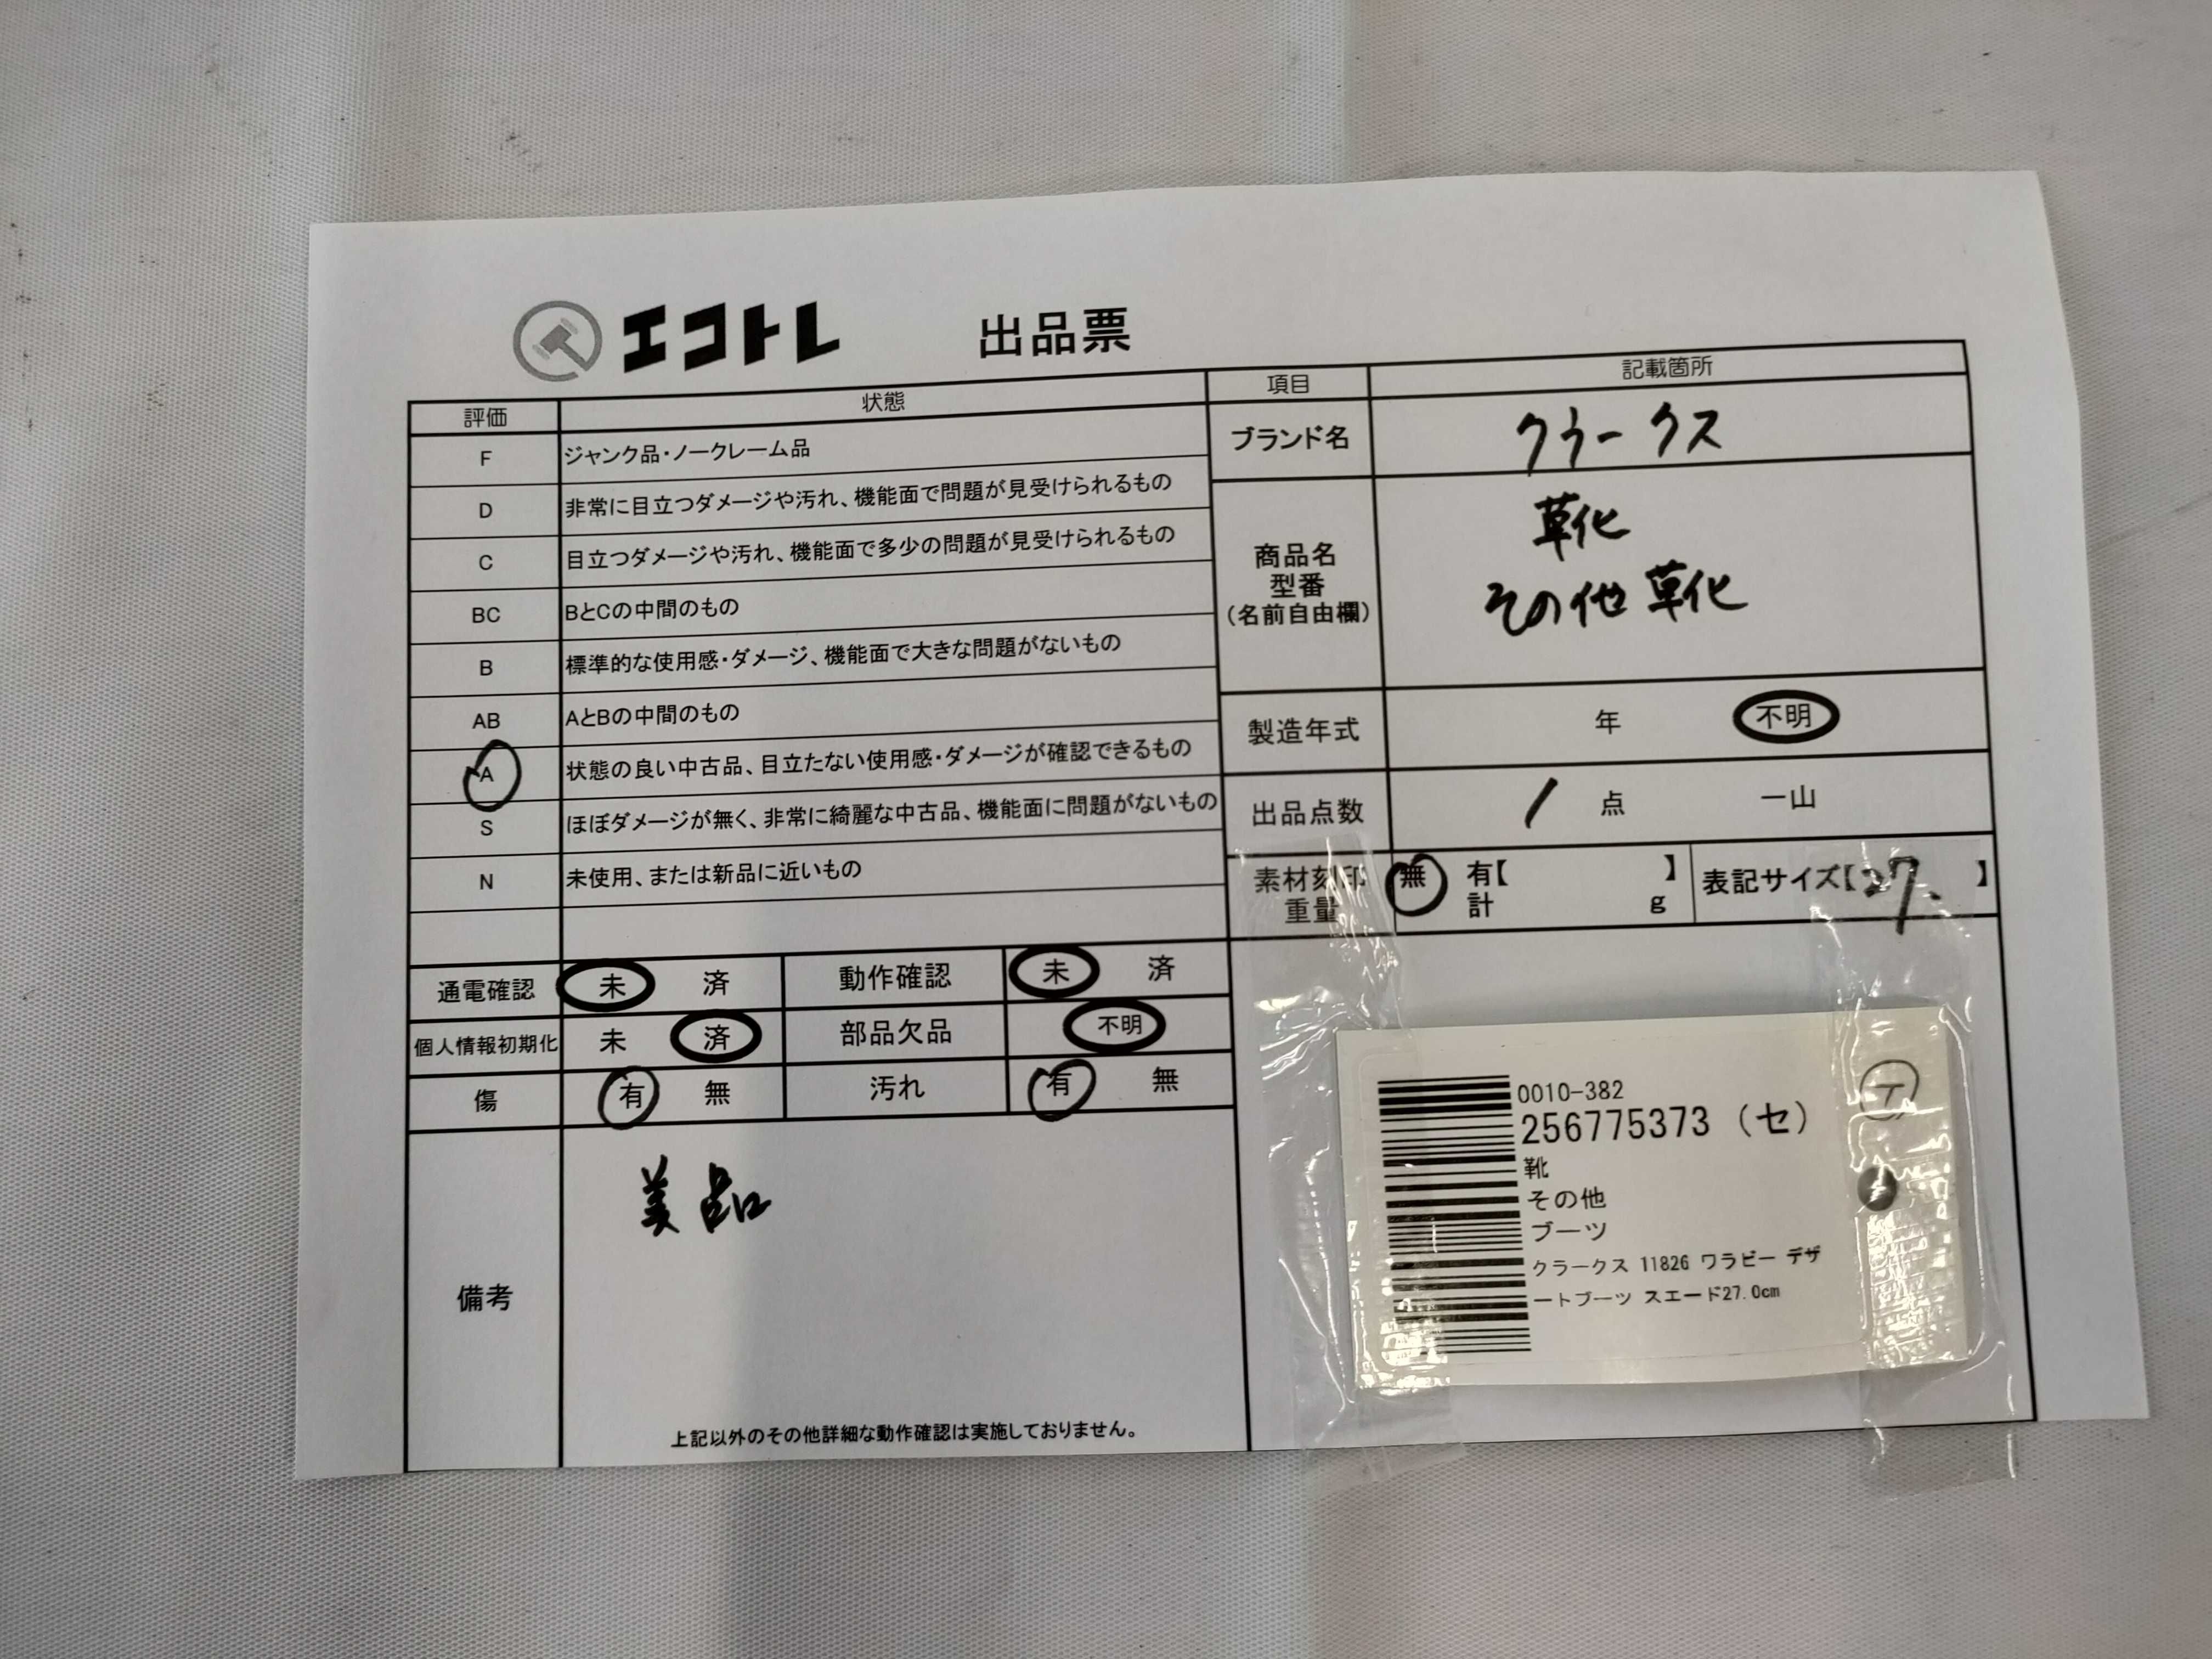 エコトレ 出品票
評価 状態
F ジャンク品・ノークレーム品
D 非常に目立つダメージや汚れ、機能面で問題が見受けられるもの
C 目立つダメージや汚れ、機能面で多少の問題が見受けられるもの
BC BとCの中間のもの
B 標準的な使用感・ダメージ、機能面で大きな問題がないもの
AB AとBの中間のもの
A 状態の良い中古品、目立たない使用感・ダメージが確認できるもの
S ほぼダメージが無く、非常に綺麗な中古品、機能面に問題がないもの
N 未使用、または新品に近いもの
通電確認 未 済 動作確認 未 済
個人情報初期化 未 済 部品欠品 不明
傷 有 無 汚れ 有 無
備考
美品
上記以外のその他詳細な動作確認は実施しておりません。
項目 記載箇所
ブランド名 クラークス
商品名
型番
(名前自由欄)
靴
その他 靴
製造年式 年 不明
出品点数 1 点 一山
素材刻印 無 有【 】
重量 計 g
表記サイズ【27. 】
0010-382
256775373 (セ)
靴
その他
ブーツ
クラークス 11826 ワラビー デザ
ートブーツ スエード27.0cm